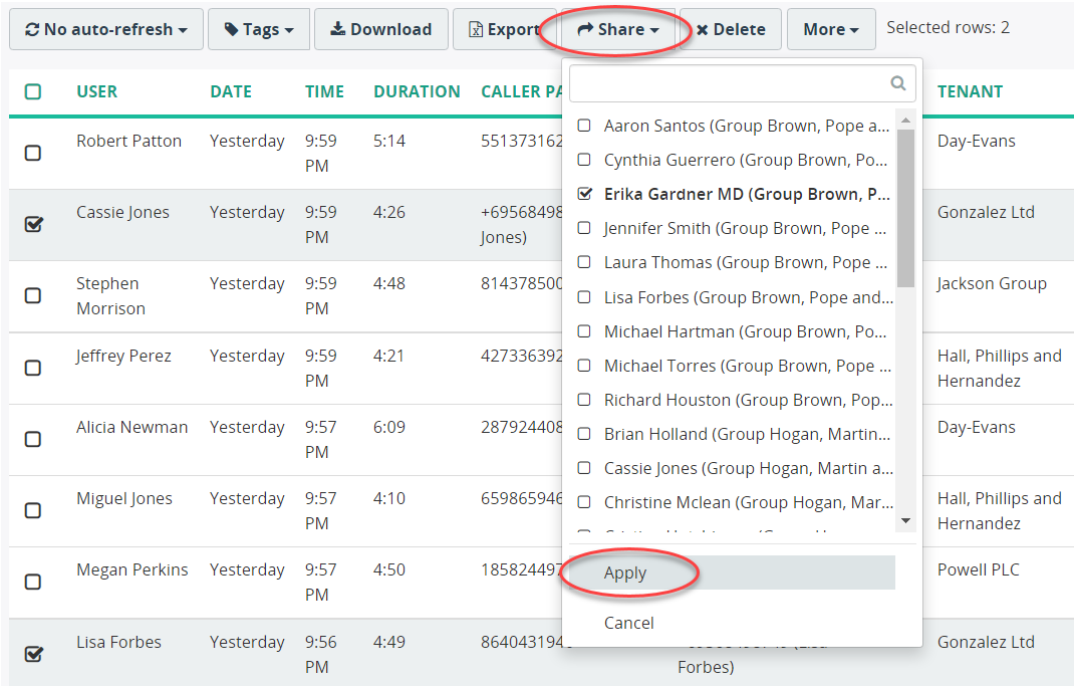 No auto-refresh Tags Download Export Share Delete More Selected rows: 2
USER DATE TIME DURATION CALLER PA TENANT
Robert Patton Yesterday 9:59 PM 5:14 551373162 Day-Evans
Cassie Jones Yesterday 9:59 PM 4:26 +69568498 Jones) Gonzalez Ltd
Stephen Morrison Yesterday 9:59 PM 4:48 814378500 Jackson Group
Jeffrey Perez Yesterday 9:59 PM 4:21 427336392 Hall, Phillips and Hernandez
Alicia Newman Yesterday 9:57 PM 6:09 287924408 Day-Evans
Miguel Jones Yesterday 9:57 PM 4:10 659865946 Hall, Phillips and Hernandez
Megan Perkins Yesterday 9:57 PM 4:50 185824497 Powell PLC
Lisa Forbes Yesterday 9:56 PM 4:49 864043194 Forbes) Gonzalez Ltd
Aaron Santos (Group Brown, Pope a...
Cynthia Guerrero (Group Brown, Po...
Erika Gardner MD (Group Brown, P...
Jennifer Smith (Group Brown, Pope ...
Laura Thomas (Group Brown, Pope ...
Lisa Forbes (Group Brown, Pope and...
Michael Hartman (Group Brown, Po...
Michael Torres (Group Brown, Pope ...
Richard Houston (Group Brown, Pop...
Brian Holland (Group Hogan, Martin...
Cassie Jones (Group Hogan, Martin a...
Christine Mclean (Group Hogan, Mar...
Apply
Cancel